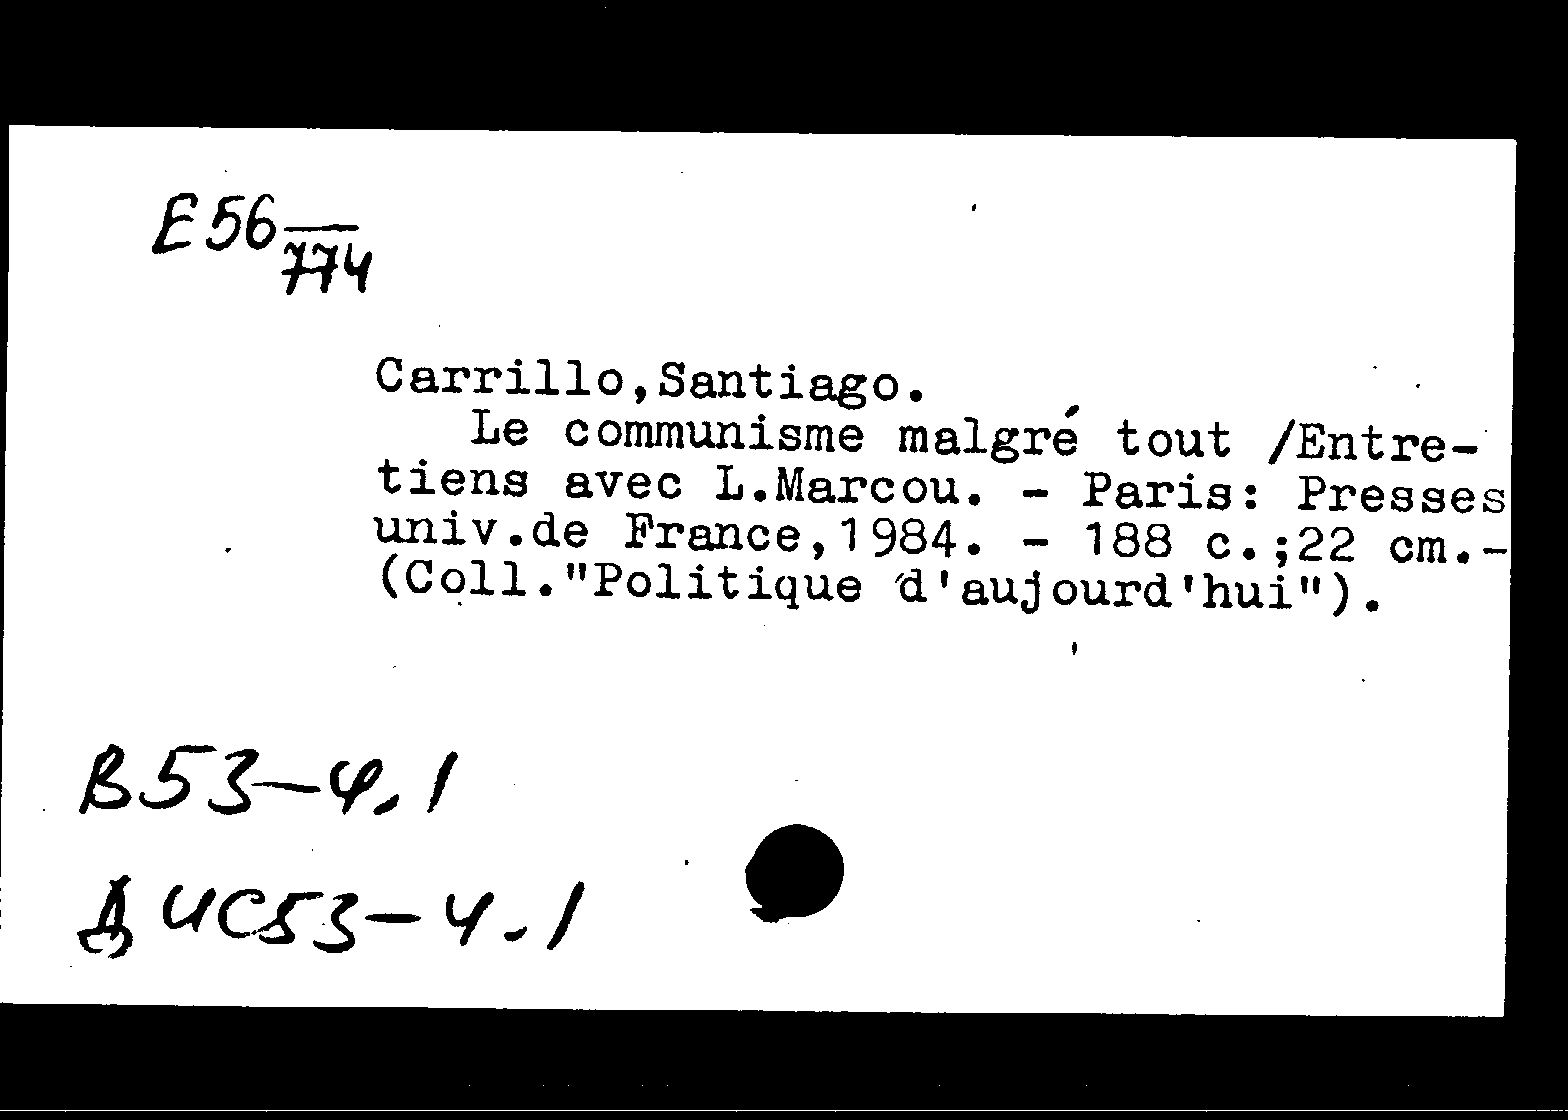 E56
774
Carrillo,Santiago.
Le communisme malgré tout /Entre-
tiens avec L.Marcou. - Paris: Presses
univ.de France,1984. - 188 c.;22 cm.-
(Coll."Politique d'aujourd'hui").
В53-4.1
ДИС53-4.1